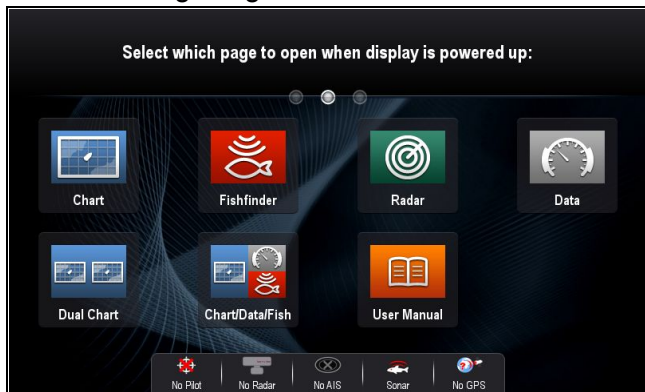 Select which page to open when display is powered up:
Chart
Fishfinder
Radar
Data
Dual Chart
Chart/Data/Fish
User Manual
No Pilot
No Radar
No AIS
Sonar
No GPS